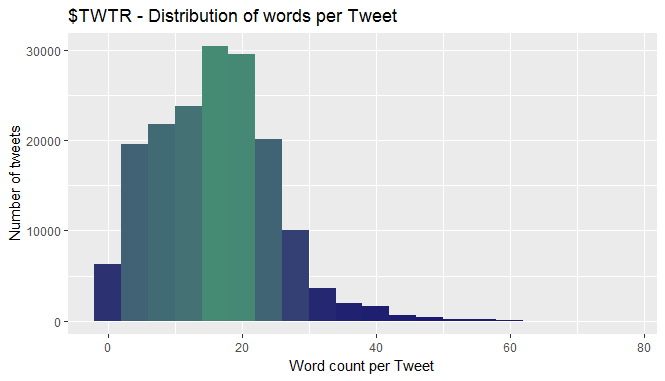 $TWTR - Distribution of words per Tweet
30000
20000
10000
0
Number of tweets
0 20 40 60 80
Word count per Tweet